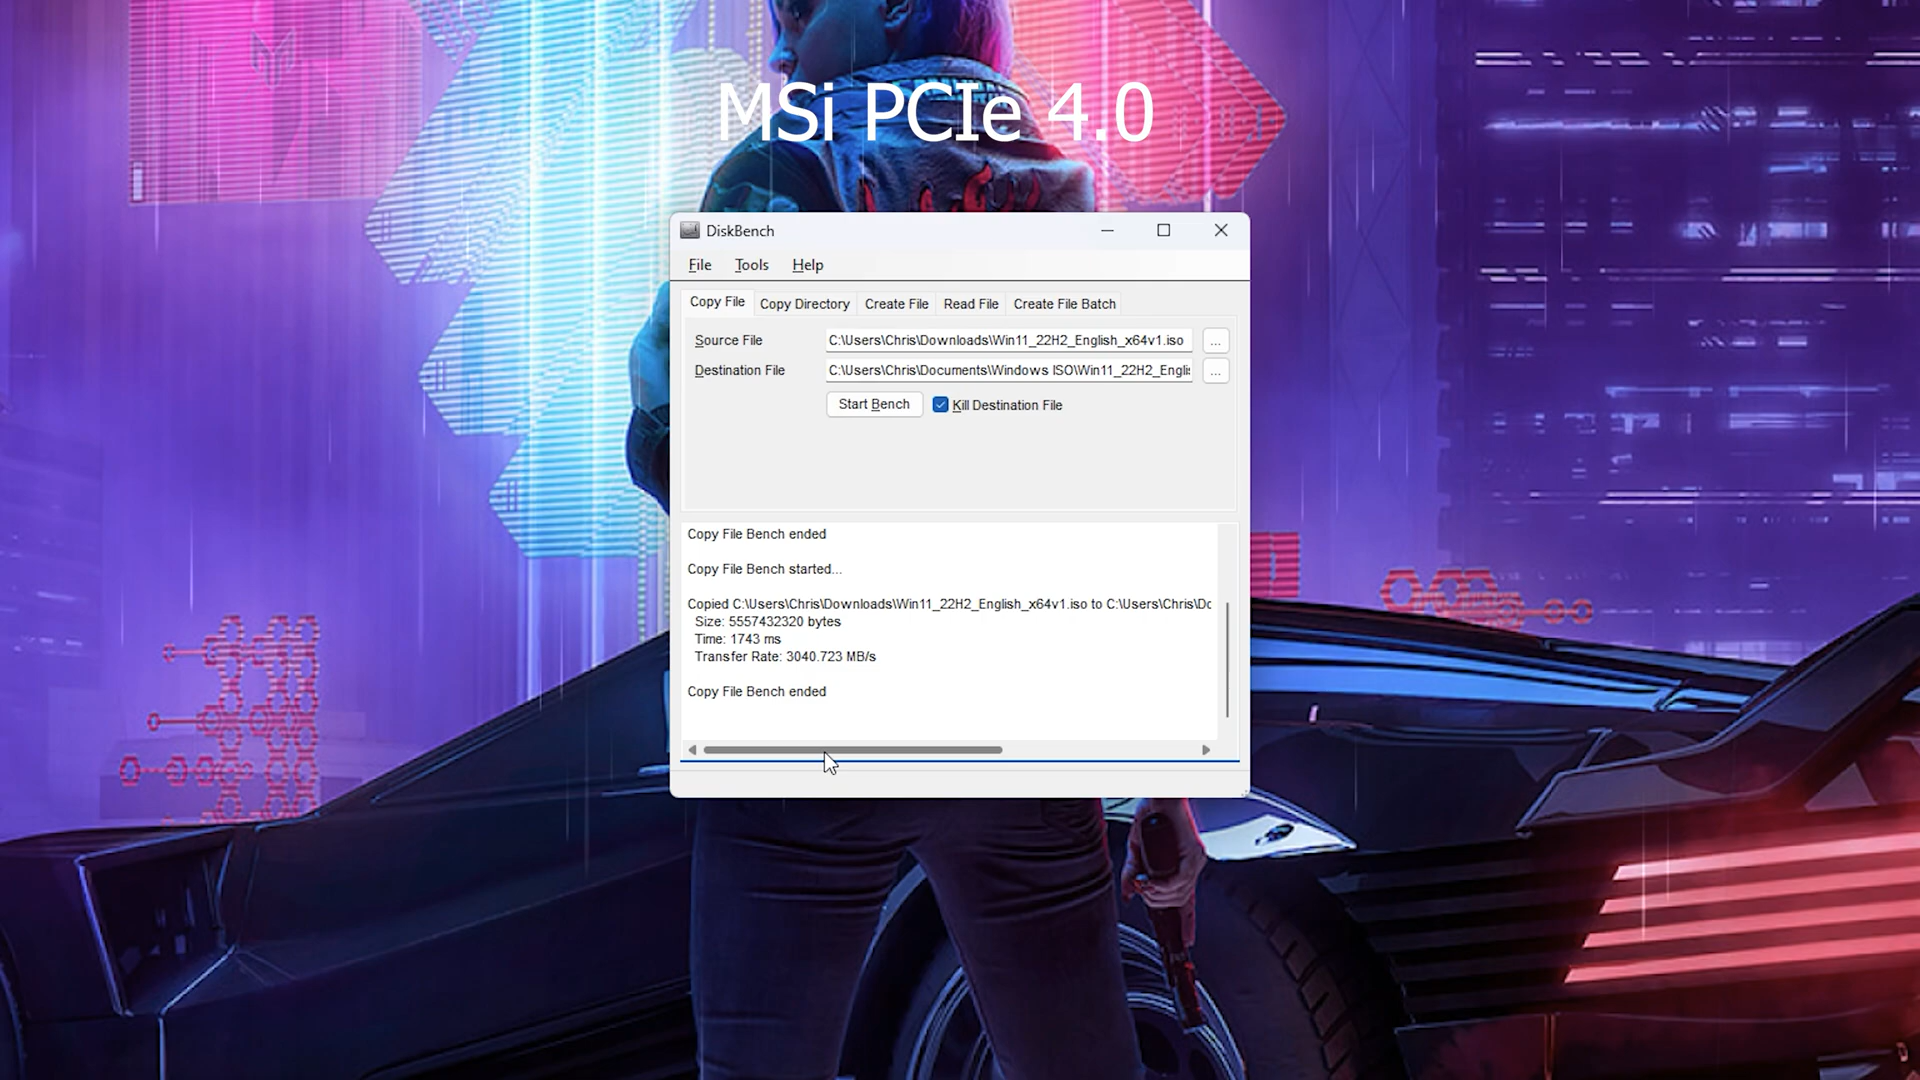 MSi PCIe 4.0
DiskBench
File Tools Help
Copy File Copy Directory Create File Read File Create File Batch
Source File C:\Users\Chris\Downloads\Win11_22H2_English_x64v1.iso ...
Destination File C:\Users\Chris\Documents\Windows ISO\Win11_22H2_Englis ...
Start Bench Kill Destination File
Copy File Bench ended
Copy File Bench started...
Copied C:\Users\Chris\Downloads\Win11_22H2_English_x64v1.iso to C:\Users\Chris\Dc
Size: 5557432320 bytes
Time: 1743 ms
Transfer Rate: 3040.723 MB/s
Copy File Bench ended